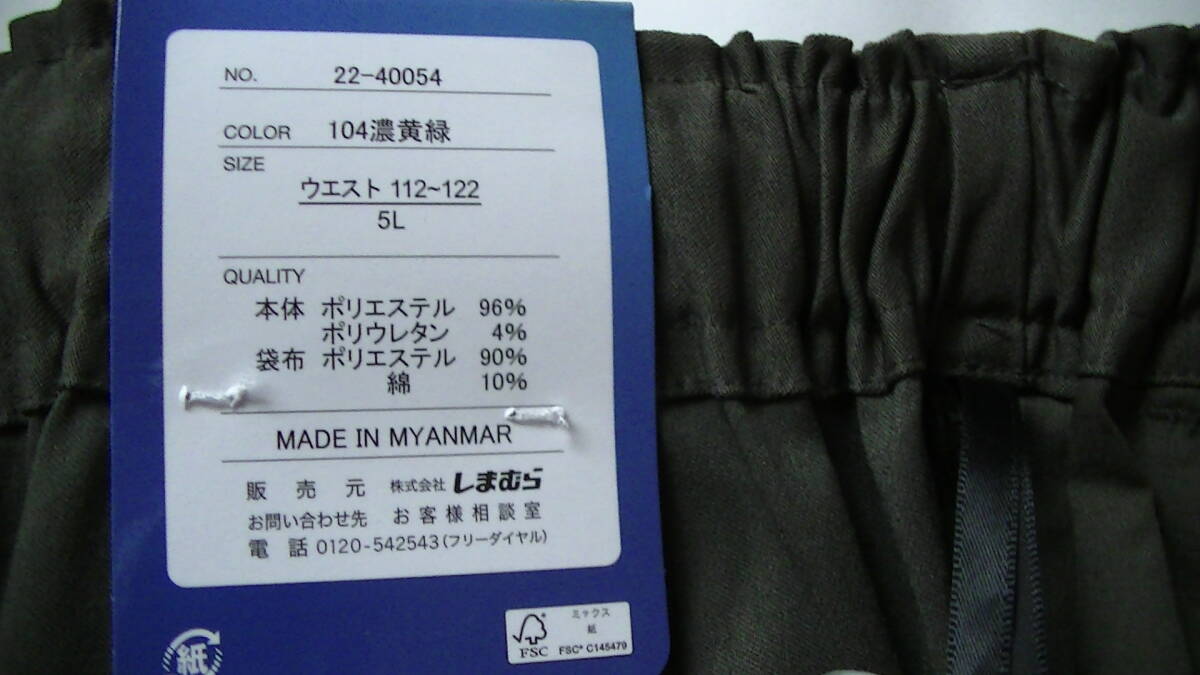 NO. 22-40054
COLOR 104濃黄緑
SIZE
ウエスト 112~122
5L
QUALITY
本体 ポリエステル 96%
ポリウレタン 4%
袋布 ポリエステル 90%
綿 10%
MADE IN MYANMAR
販売元 株式会社 しまむら
お問い合わせ先 お客様相談室
電話 0120-542543(フリーダイヤル)
紙
ミックス
紙
FSC
FSC® C145479